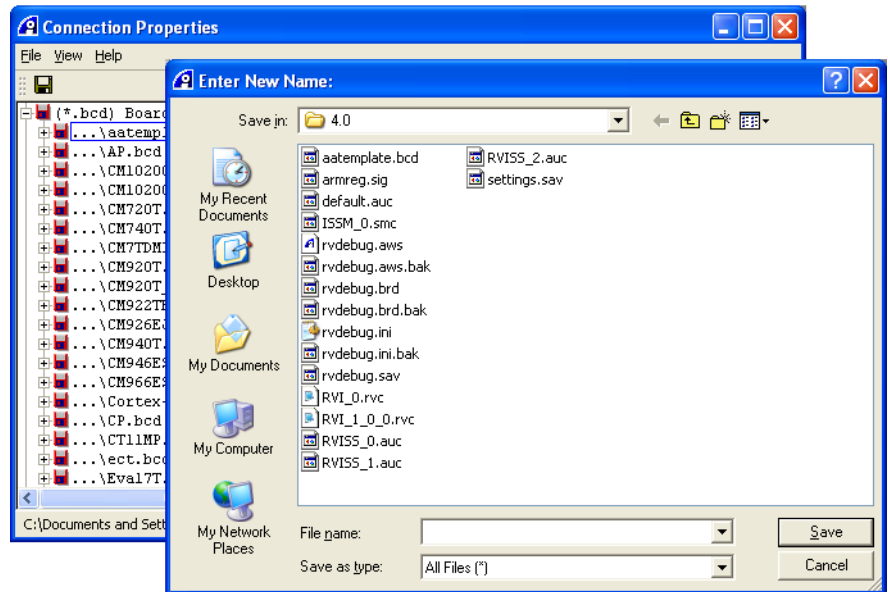 Connection Properties
File View Help
(*.bcd) Board
...\aatempl
...\AP.bcd
...\CM10200
...\CM10200
...\CM720T.
...\CM740T.
...\CM7TDMI
...\CM920T.
...\CM920T_
...\CM922TE
...\CM926EJ
...\CM940T.
...\CM946ES
...\CM966ES
...\Cortex-
...\CP.bcd
...\CT11MP.
...\ect.bcd
...\Eval7T.
C:\Documents and Sett
Enter New Name:
Save in:
4.0
My Recent
Documents
Desktop
My Documents
My Computer
My Network
Places
aatemplate.bcd
armreg.sig
default.auc
ISSM_0.smc
rvdebug.aws
rvdebug.aws.bak
rvdebug.brd
rvdebug.brd.bak
rvdebug.ini
rvdebug.ini.bak
rvdebug.sav
RVI_0.rvc
RVI_1_0_0.rvc
RVISS_0.auc
RVISS_1.auc
RVISS_2.auc
settings.sav
File name:
Save
Save as type:
All Files (*)
Cancel